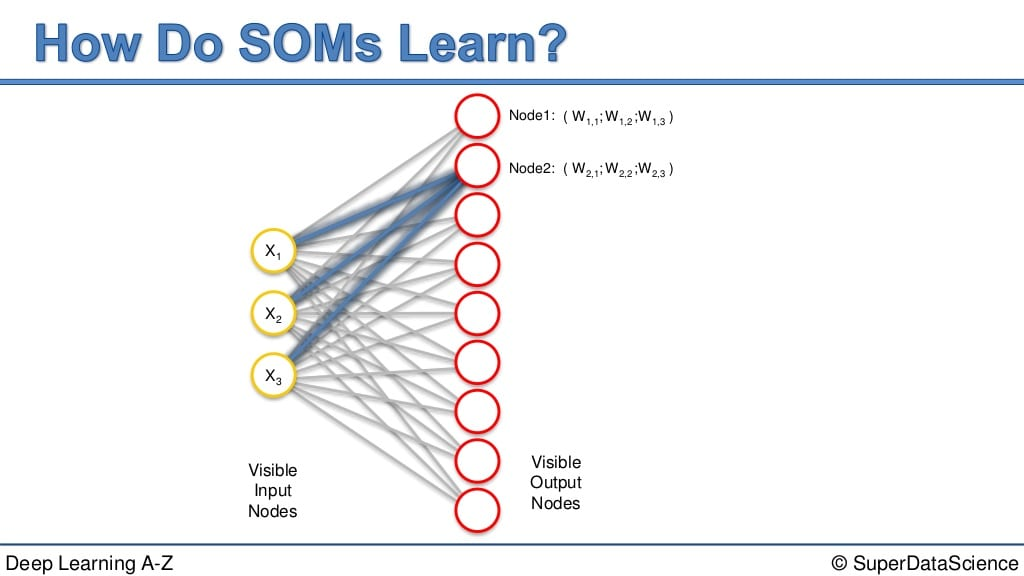 How Do SOMs Learn?
Node1: ( W1,1; W1,2 ;W1,3 )
Node2: ( W2,1; W2,2 ;W2,3 )
X1
X2
X3
Visible
Input
Nodes
Visible
Output
Nodes
Deep Learning A-Z
© SuperDataScience